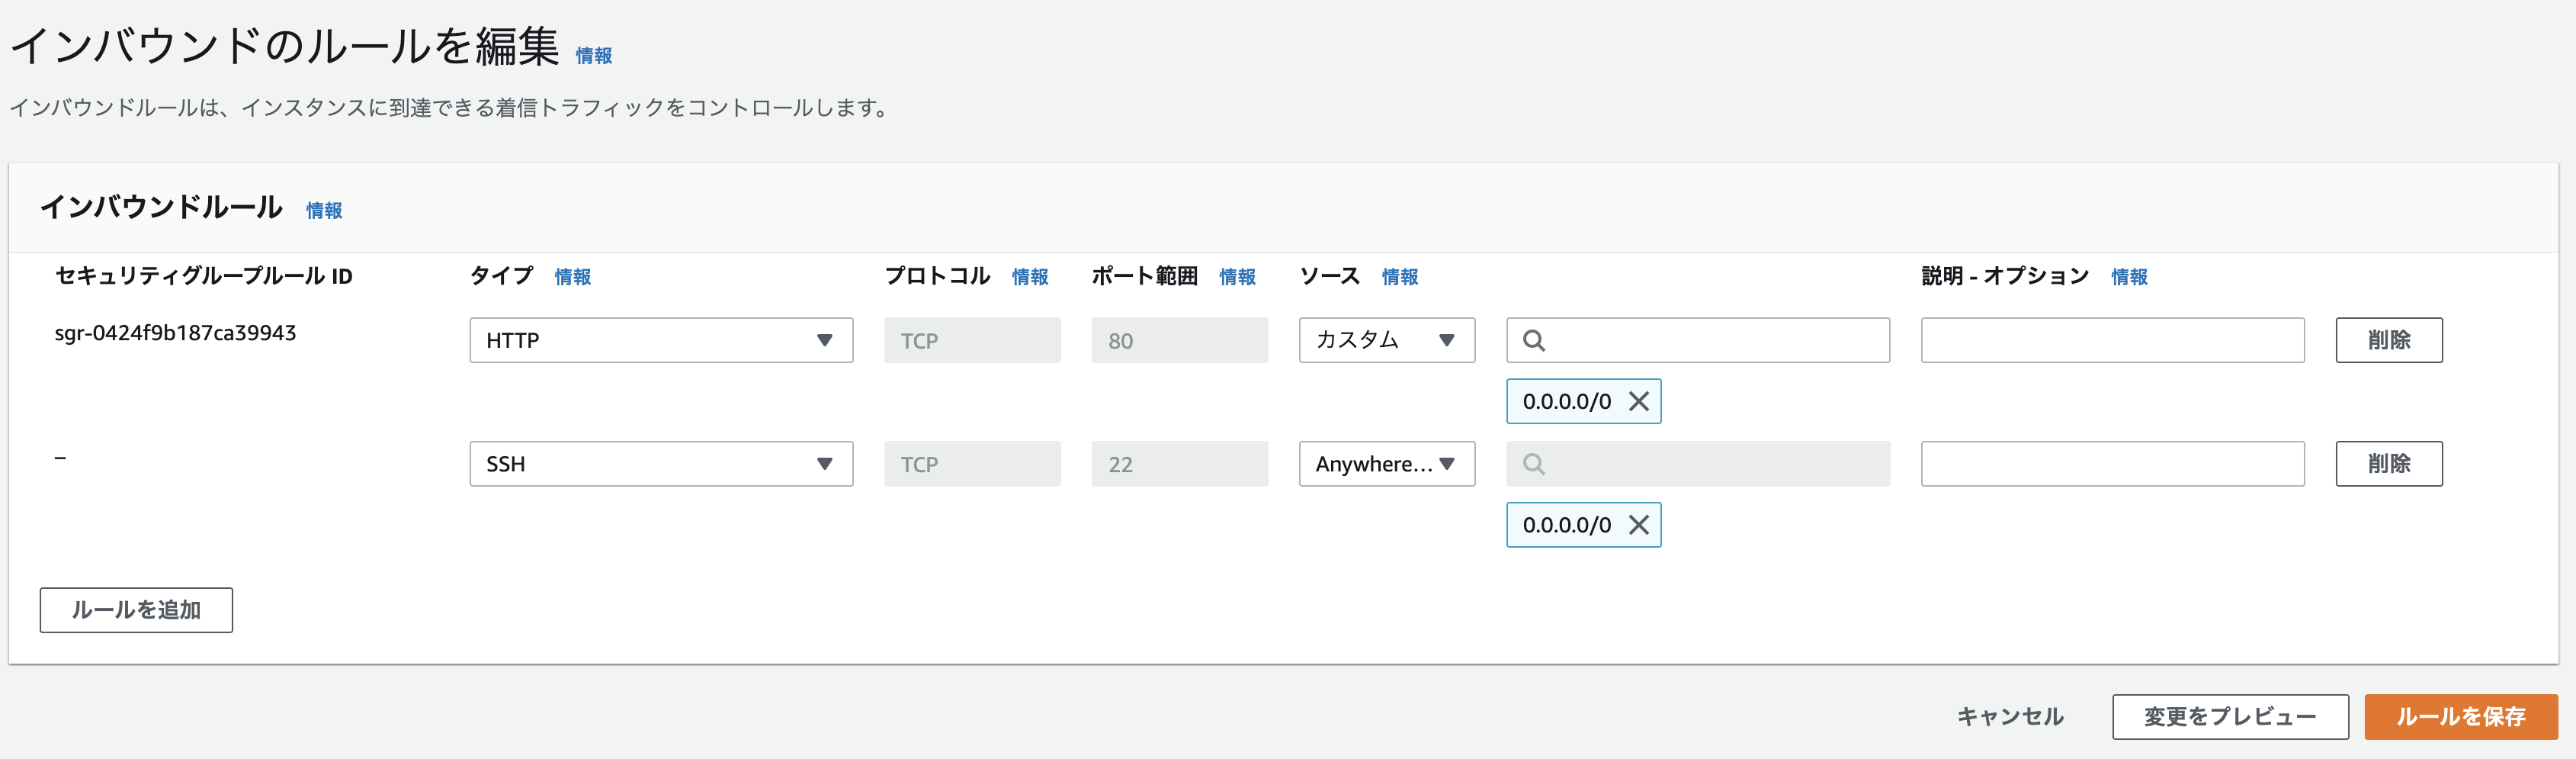 インバウンドのルールを編集 情報
インバウンドルールは、インスタンスに到達できる着信トラフィックをコントロールします。
インバウンドルール 情報
セキュリティグループルール ID タイプ 情報 プロトコル 情報 ポート範囲 情報 ソース 情報 説明 - オプション 情報
sgr-0424f9b187ca39943 HTTP TCP 80 カスタム 削除
0.0.0.0/0
– SSH TCP 22 Anywhere... 削除
0.0.0.0/0
ルールを追加
キャンセル 変更をプレビュー ルールを保存